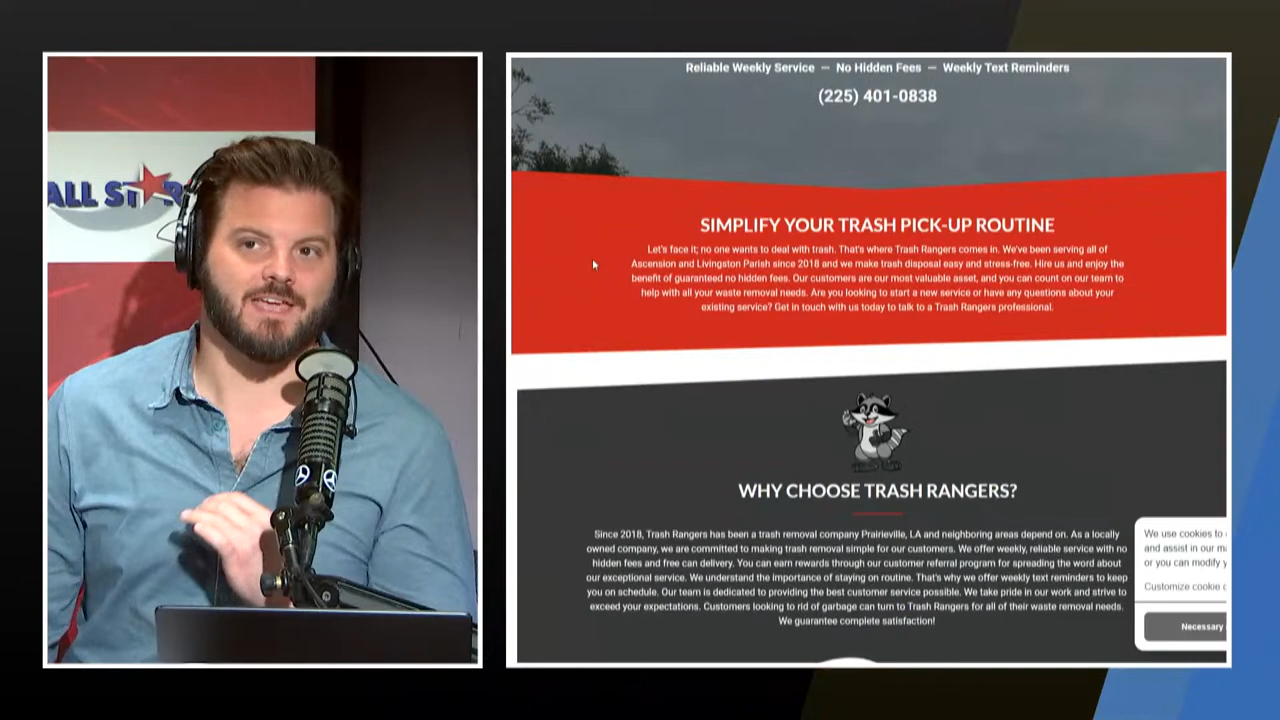 ALL STAR
Reliable Weekly Service — No Hidden Fees — Weekly Text Reminders
(225) 401-0838
SIMPLIFY YOUR TRASH PICK-UP ROUTINE
Let's face it; no one wants to deal with trash. That's where Trash Rangers comes in. We've been serving all of
Ascension and Livingston Parish since 2018 and we make trash disposal easy and stress-free. Hire us and enjoy the
benefit of guaranteed no hidden fees. Our customers are our most valuable asset, and you can count on our team to
help with all your waste removal needs. Are you looking to start a new service or have any questions about your
existing service? Get in touch with us today to talk to a Trash Rangers professional.
WHY CHOOSE TRASH RANGERS?
Since 2018, Trash Rangers has been a trash removal company Prairieville, LA and neighboring areas depend on. As a locally
owned company, we are committed to making trash removal simple for our customers. We offer weekly, reliable service with no
hidden fees and free can delivery. You can earn rewards through our customer referral program for spreading the word about
our exceptional service. We understand the importance of staying on routine. That's why we offer weekly text reminders to keep
you on schedule. Our team is dedicated to providing the best customer service possible. We take pride in our work and strive to
exceed your expectations. Customers looking to rid of garbage can turn to Trash Rangers for all of their waste removal needs.
We guarantee complete satisfaction!
We use cookies to
and assist in our
or you can modify
Customize cookie
Necessary